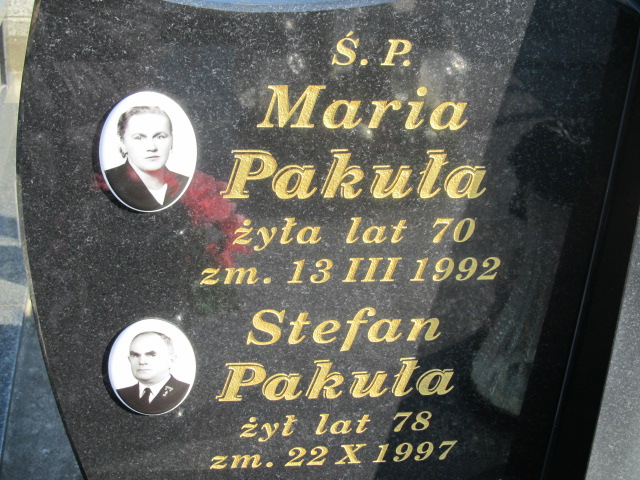 Ś. P.
Maria
Pakuła
żyła lat 70
zm. 13 III 1992
Stefan
Pakuła
żył lat 78
zm. 22 X 1997